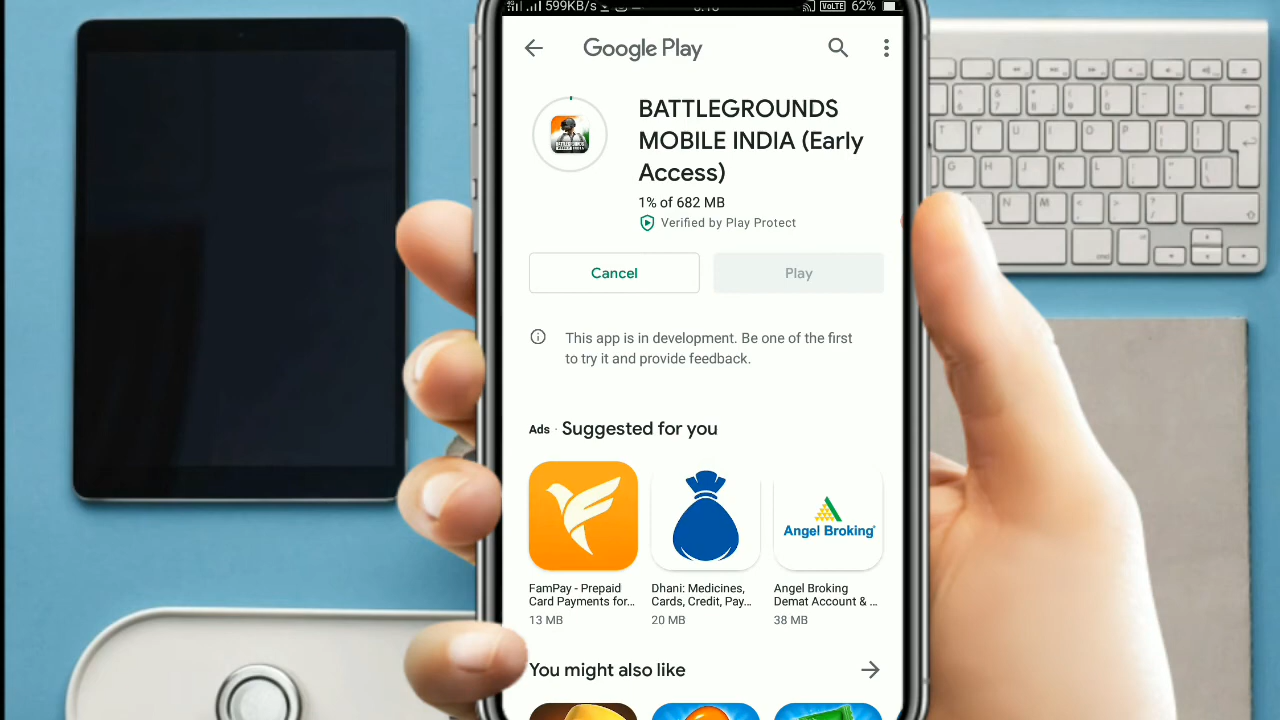 599KB/s
VoLTE 62%
Google Play
BATTLEGROUNDS
MOBILE INDIA (Early
Access)
1% of 682 MB
Verified by Play Protect
Cancel Play
This app is in development. Be one of the first
to try it and provide feedback.
Ads · Suggested for you
Angel Broking
FamPay - Prepaid
Card Payments for...
13 MB
Dhani: Medicines,
Cards, Credit, Pay...
20 MB
Angel Broking
Demat Account & ...
38 MB
You might also like